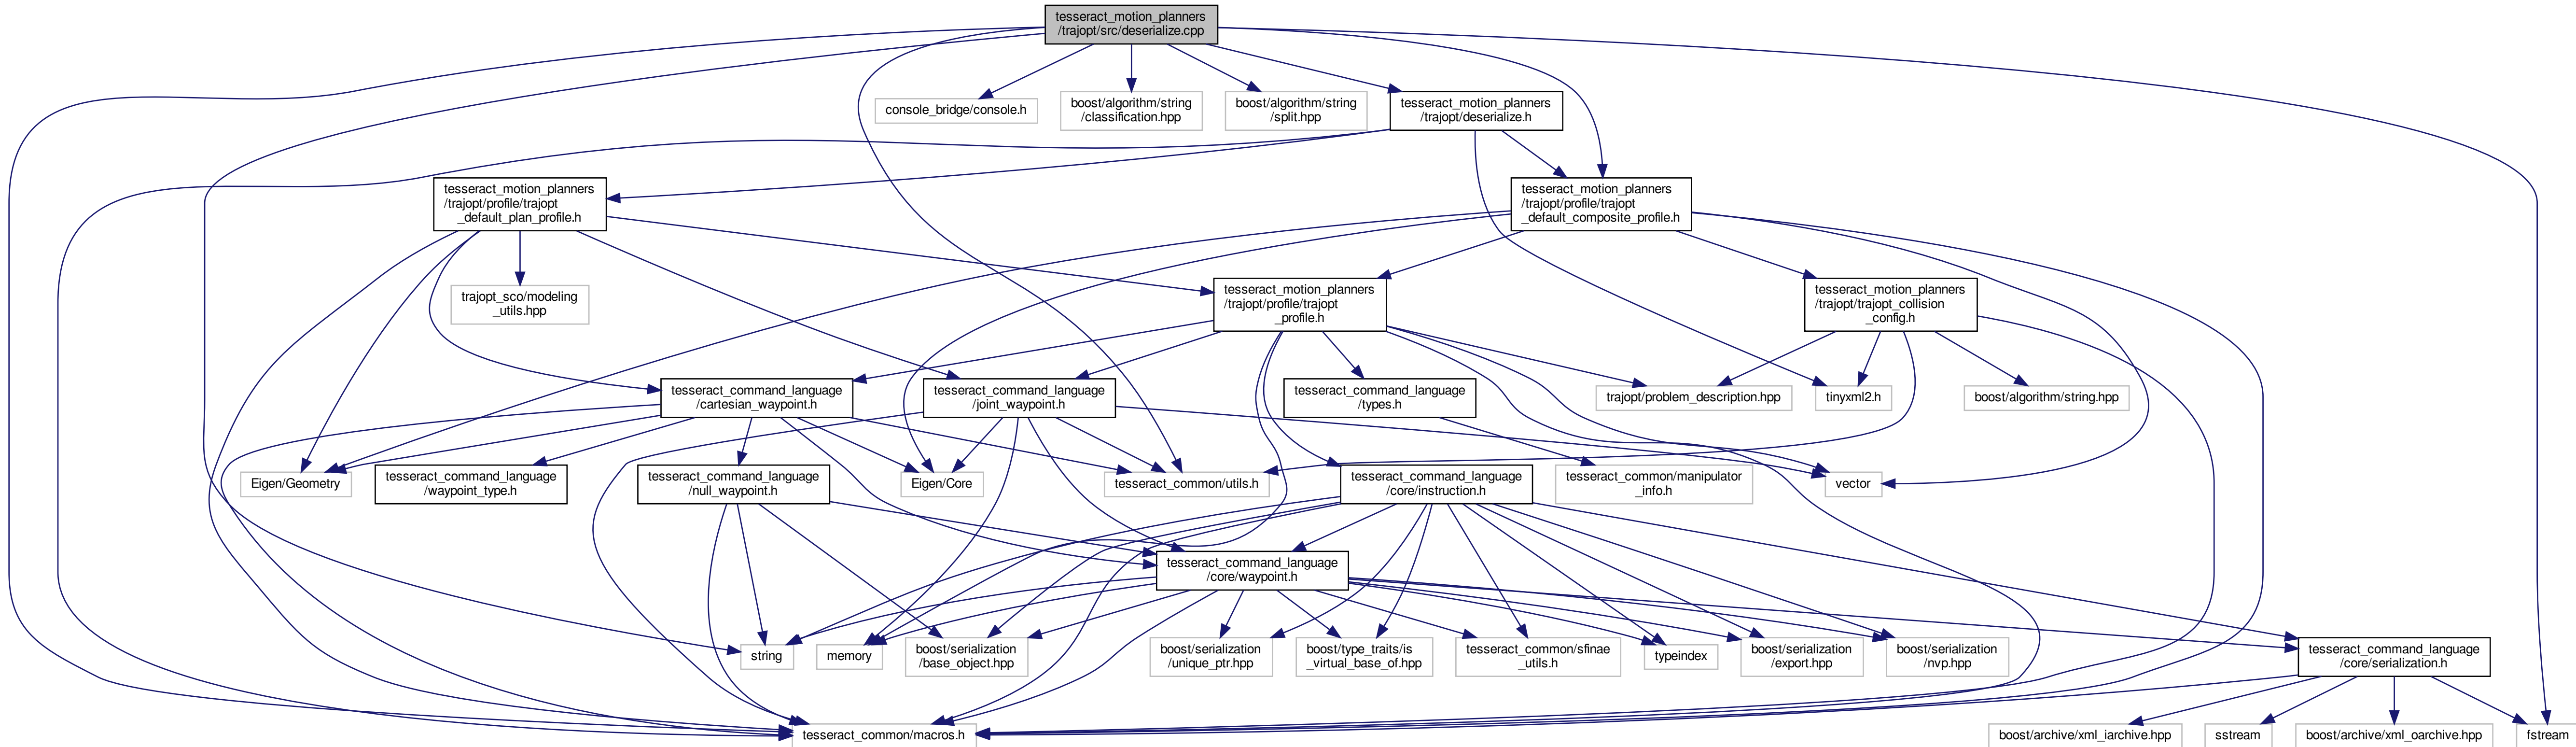 tesseract_motion_planners
/trajopt/src/deserialize.cpp
console_bridge/console.h
boost/algorithm/string
/classification.hpp
boost/algorithm/string
/split.hpp
tesseract_motion_planners
/trajopt/deserialize.h
tesseract_motion_planners
/trajopt/profile/trajopt
_default_plan_profile.h
tesseract_motion_planners
/trajopt/profile/trajopt
_default_composite_profile.h
trajopt_sco/modeling
_utils.hpp
tesseract_motion_planners
/trajopt/profile/trajopt
_profile.h
tesseract_motion_planners
/trajopt/trajopt_collision
_config.h
tesseract_command_language
/cartesian_waypoint.h
tesseract_command_language
/joint_waypoint.h
tesseract_command_language
/types.h
trajopt/problem_description.hpp
tinyxml2.h
boost/algorithm/string.hpp
Eigen/Geometry
tesseract_command_language
/waypoint_type.h
tesseract_command_language
/null_waypoint.h
Eigen/Core
tesseract_common/utils.h
tesseract_command_language
/core/instruction.h
tesseract_common/manipulator
_info.h
vector
tesseract_command_language
/core/waypoint.h
string
memory
boost/serialization
/base_object.hpp
boost/serialization
/unique_ptr.hpp
boost/type_traits/is
_virtual_base_of.hpp
tesseract_common/sfinae
_utils.h
typeindex
boost/serialization
/export.hpp
boost/serialization
/nvp.hpp
tesseract_command_language
/core/serialization.h
tesseract_common/macros.h
boost/archive/xml_iarchive.hpp
sstream
boost/archive/xml_oarchive.hpp
fstream